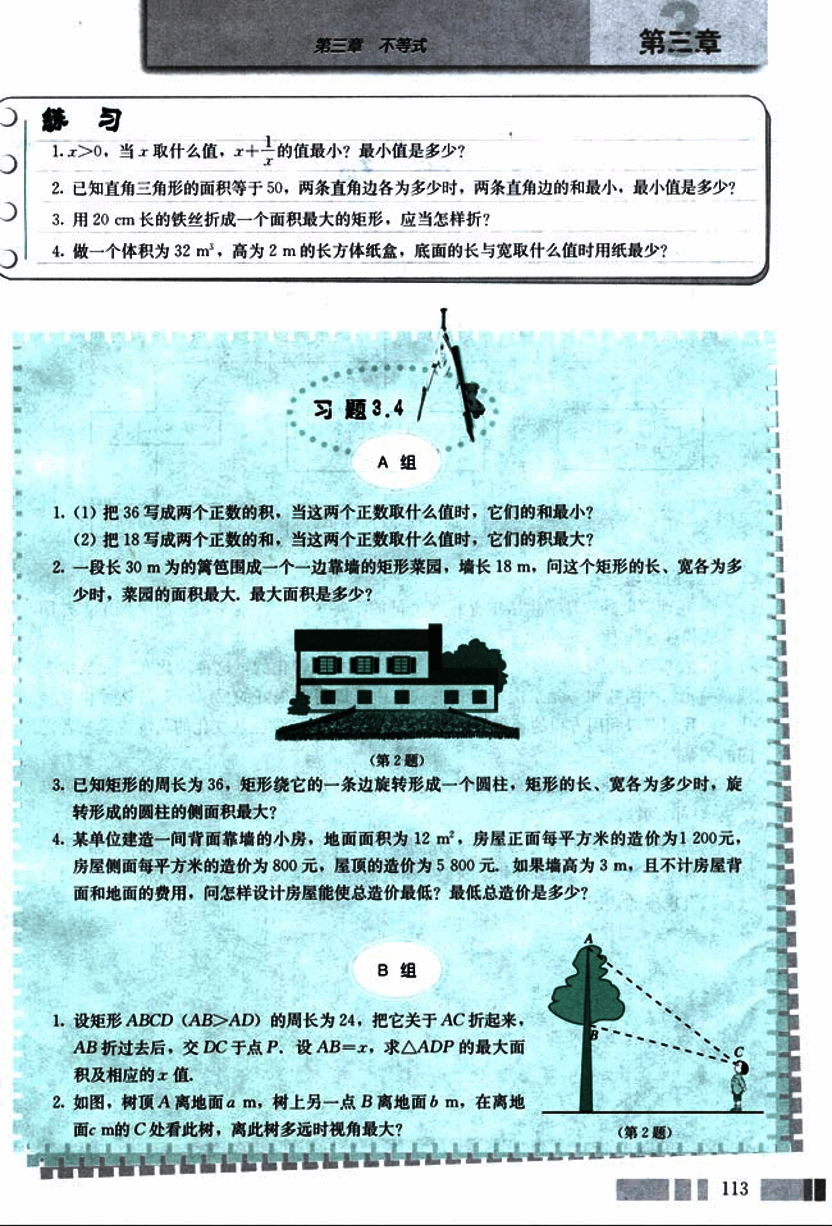 第三章 不等式
第三章
练 习
1. x>0，当 x 取什么值，x+1/x的值最小？最小值是多少？
2. 已知直角三角形的面积等于 50，两条直角边各为多少时，两条直角边的和最小，最小值是多少？
3. 用 20 cm 长的铁丝折成一个面积最大的矩形，应当怎样折？
4. 做一个体积为 32 m³，高为 2 m 的长方体纸盒，底面的长与宽取什么值时用纸最少？
习 题 3.4
A 组
1. (1) 把 36 写成两个正数的积，当这两个正数取什么值时，它们的和最小？
(2) 把 18 写成两个正数的和，当这两个正数取什么值时，它们的积最大？
2. 一段长 30 m 为的篱笆围成一个一边靠墙的矩形菜园，墙长 18 m，问这个矩形的长、宽各为多
少时，菜园的面积最大. 最大面积是多少？
(第 2 题)
3. 已知矩形的周长为 36，矩形绕它的一条边旋转形成一个圆柱，矩形的长、宽各为多少时，旋
转形成的圆柱的侧面积最大？
4. 某单位建造一间背面靠墙的小房，地面面积为 12 m²，房屋正面每平方米的造价为1 200元，
房屋侧面每平方米的造价为 800 元，屋顶的造价为 5 800 元. 如果墙高为 3 m，且不计房屋背
面和地面的费用，问怎样设计房屋能使总造价最低？最低总造价是多少？
B 组
1. 设矩形 ABCD（AB>AD）的周长为 24，把它关于 AC 折起来，
AB 折过去后，交 DC 于点 P. 设 AB=x，求△ADP 的最大面
积及相应的 x 值.
2. 如图，树顶 A 离地面 a m，树上另一点 B 离地面 b m，在离地
面c m的 C 处看此树，离此树多远时视角最大？
A
B
C
(第 2 题)
113